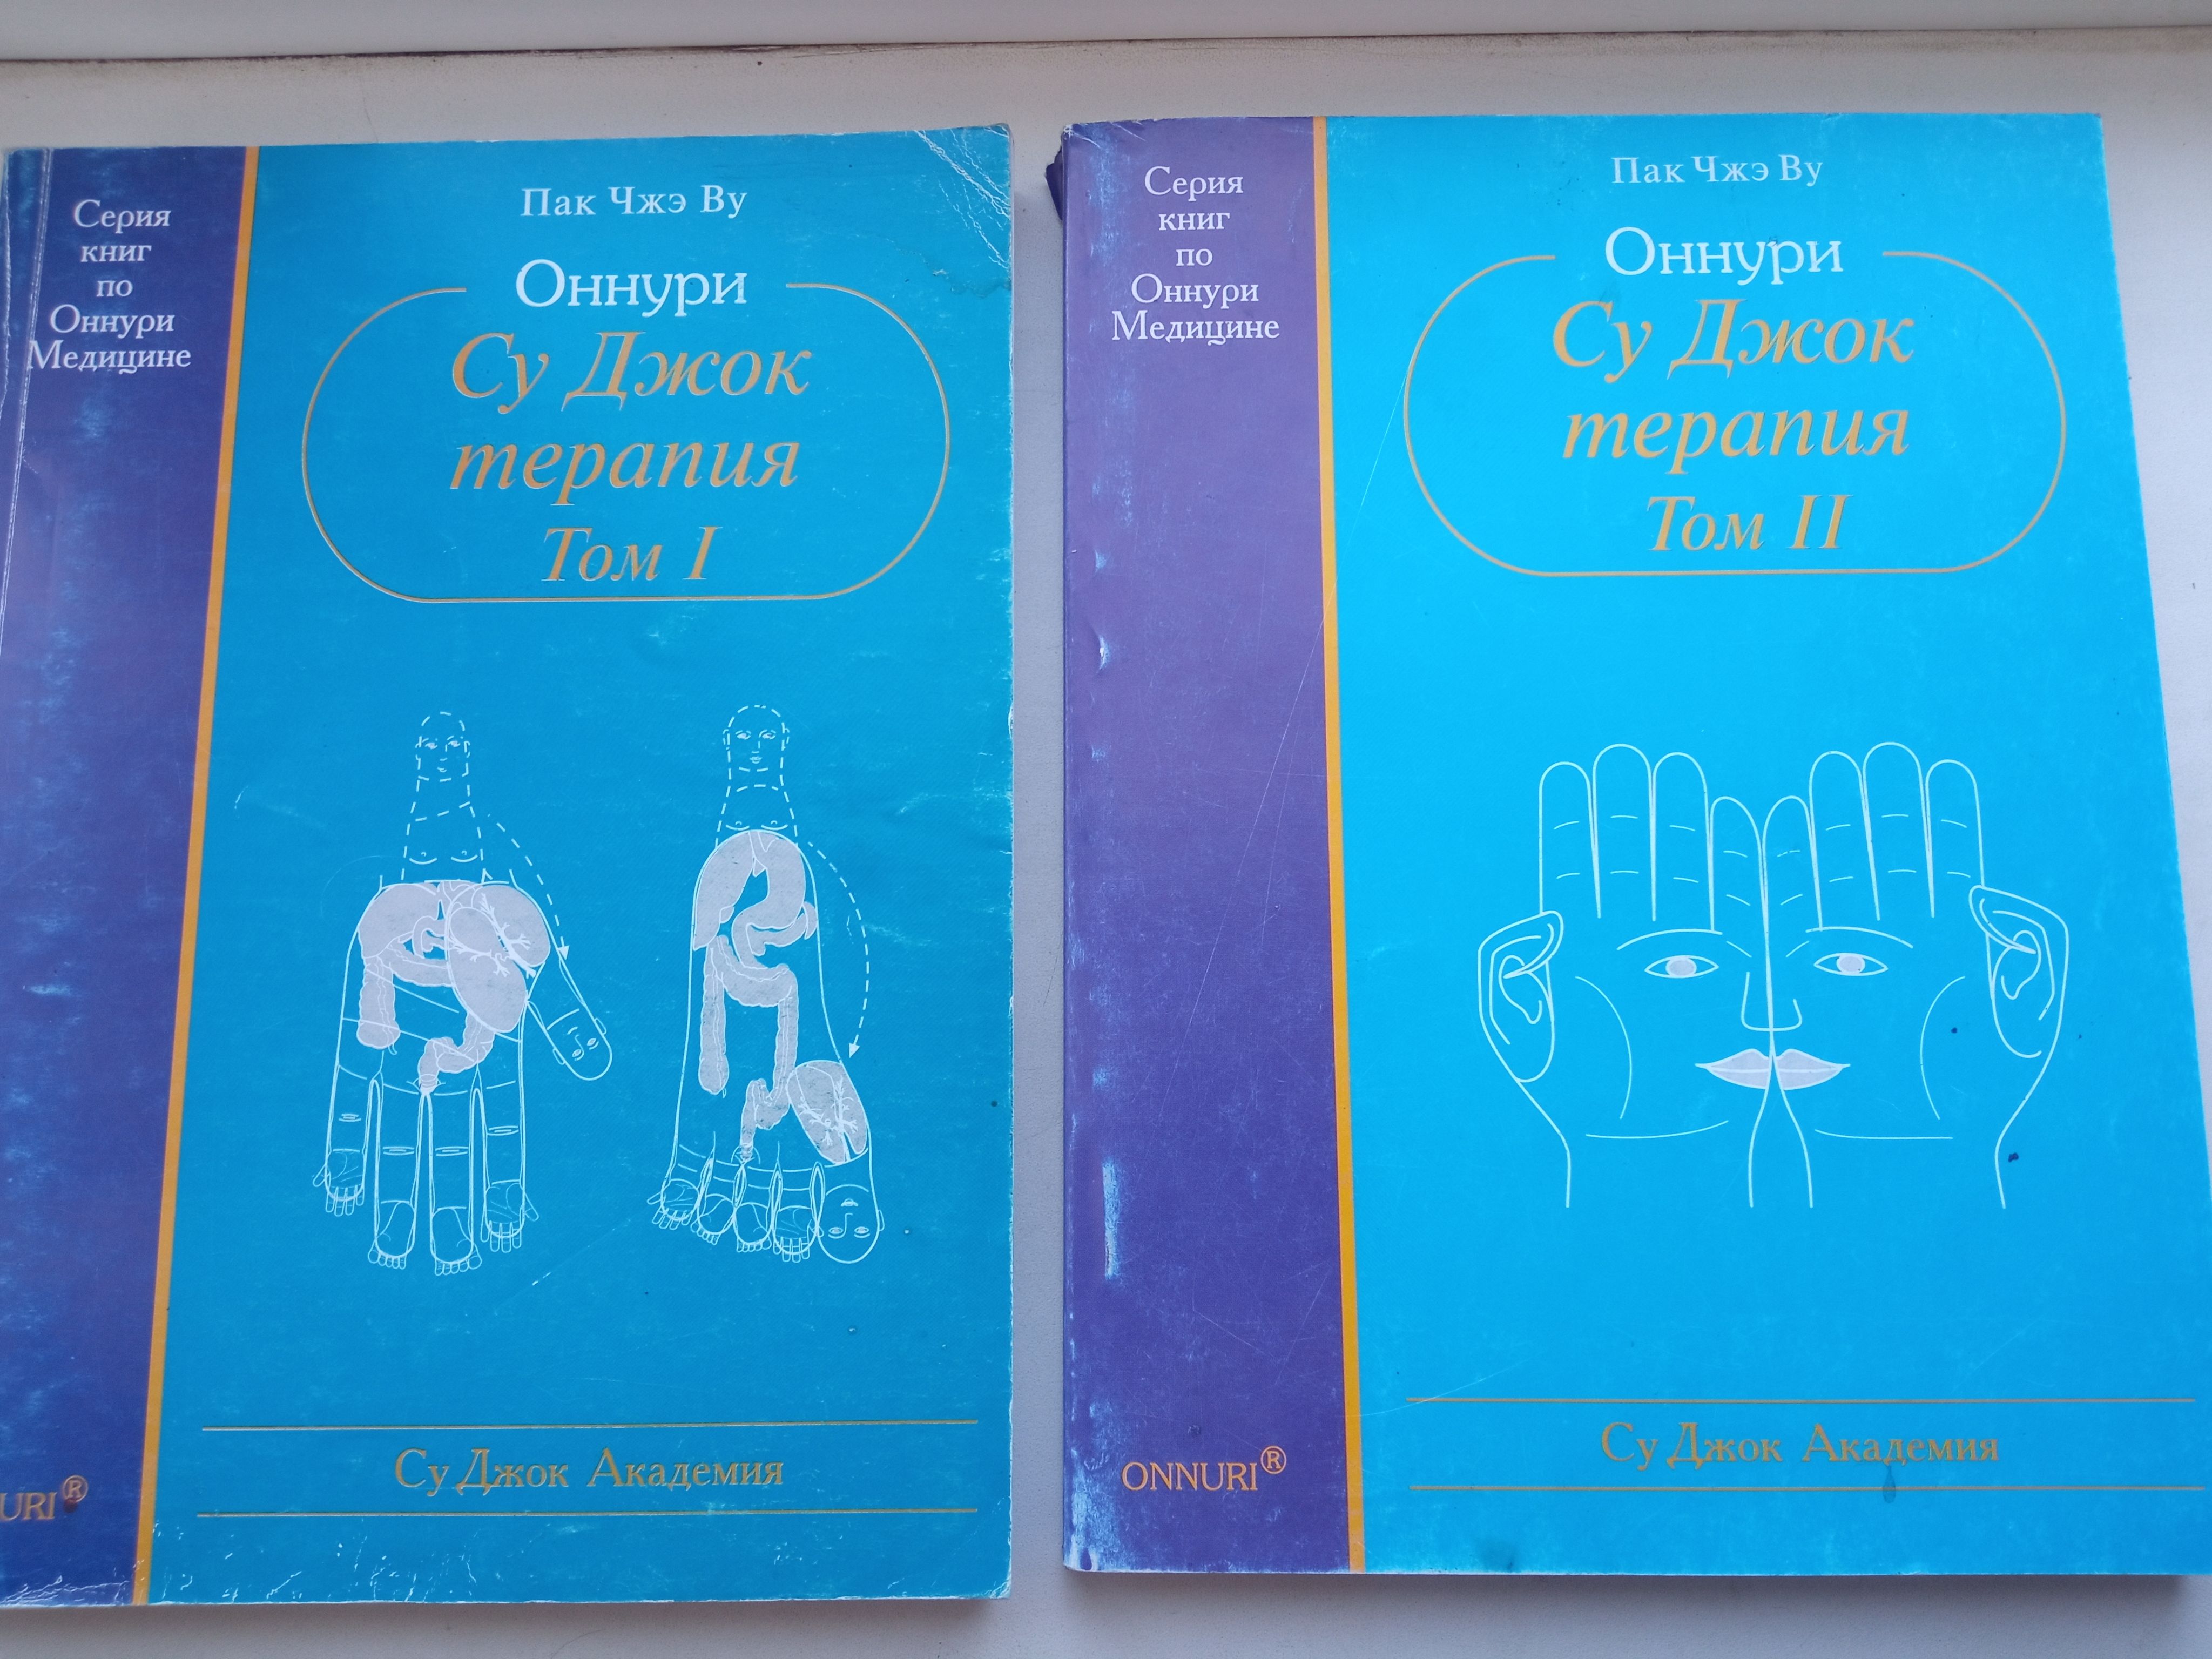 Серия
книг
по
Оннури
Медицине
Пак Чжэ Ву
Оннури
Су Джок
терапия
Том I
Су Джок Академия
URI®
Серия
книг
по
Оннури
Медицине
Пак Чжэ Ву
Оннури
Су Джок
терапия
Том II
Су Джок Академия
ONNURI®